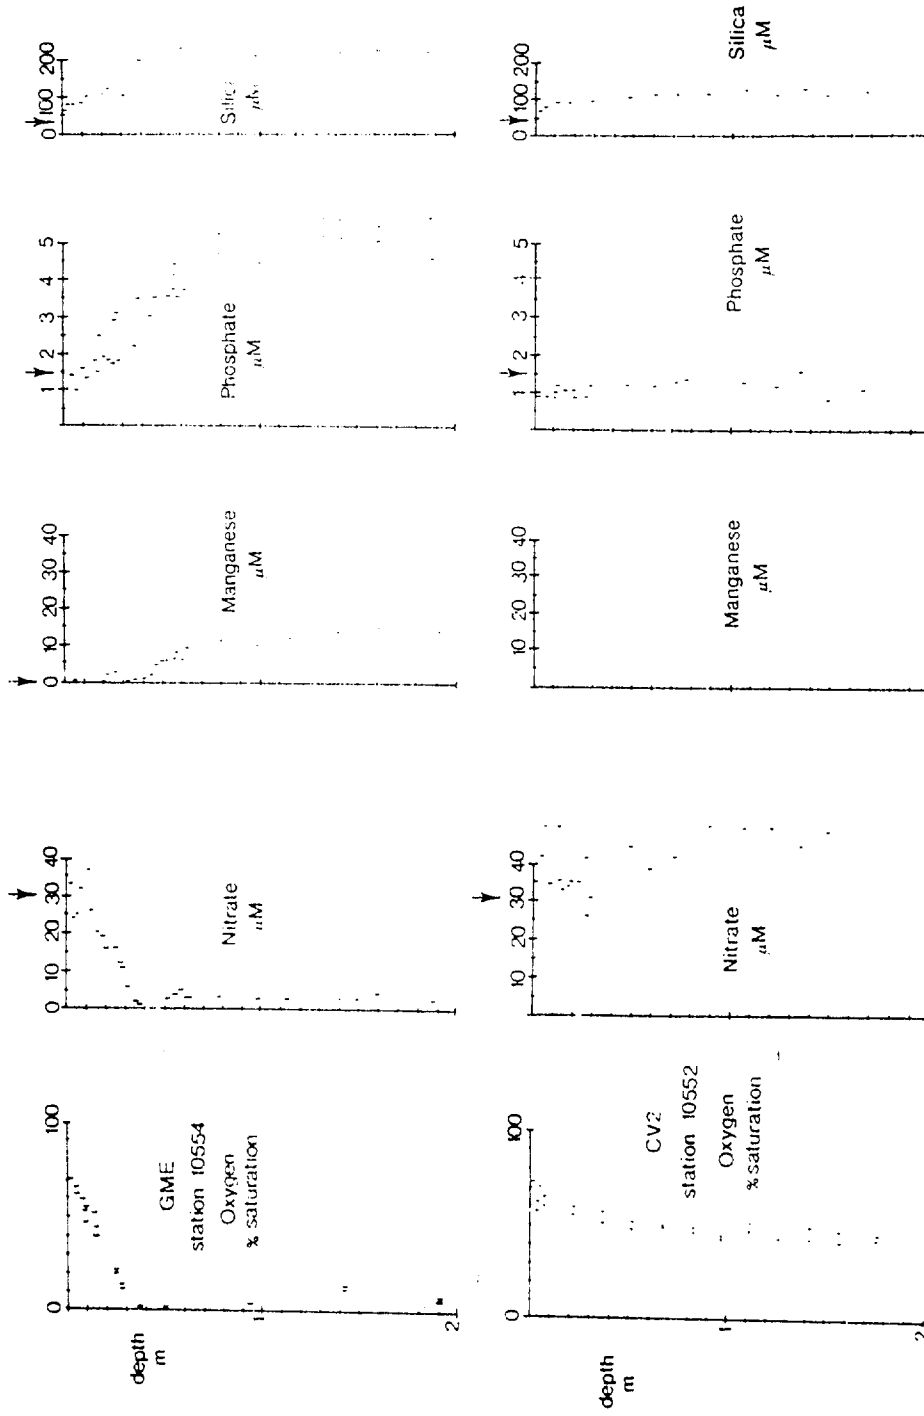 depth
m
0
100
1
2
GME
station 10554
Oxygen
% saturation
0
10
20
30
40
Nitrate
µM
0
10
20
30
40
Manganese
µM
1
2
3
4
5
Phosphate
µM
0
100
200
Silica
µM
depth
m
0
100
1
2
CV2
station 10552
Oxygen
% saturation
10
20
30
40
Nitrate
µM
10
20
30
40
Manganese
µM
1
2
3
4
5
Phosphate
µM
0
100
200
Silica
µM